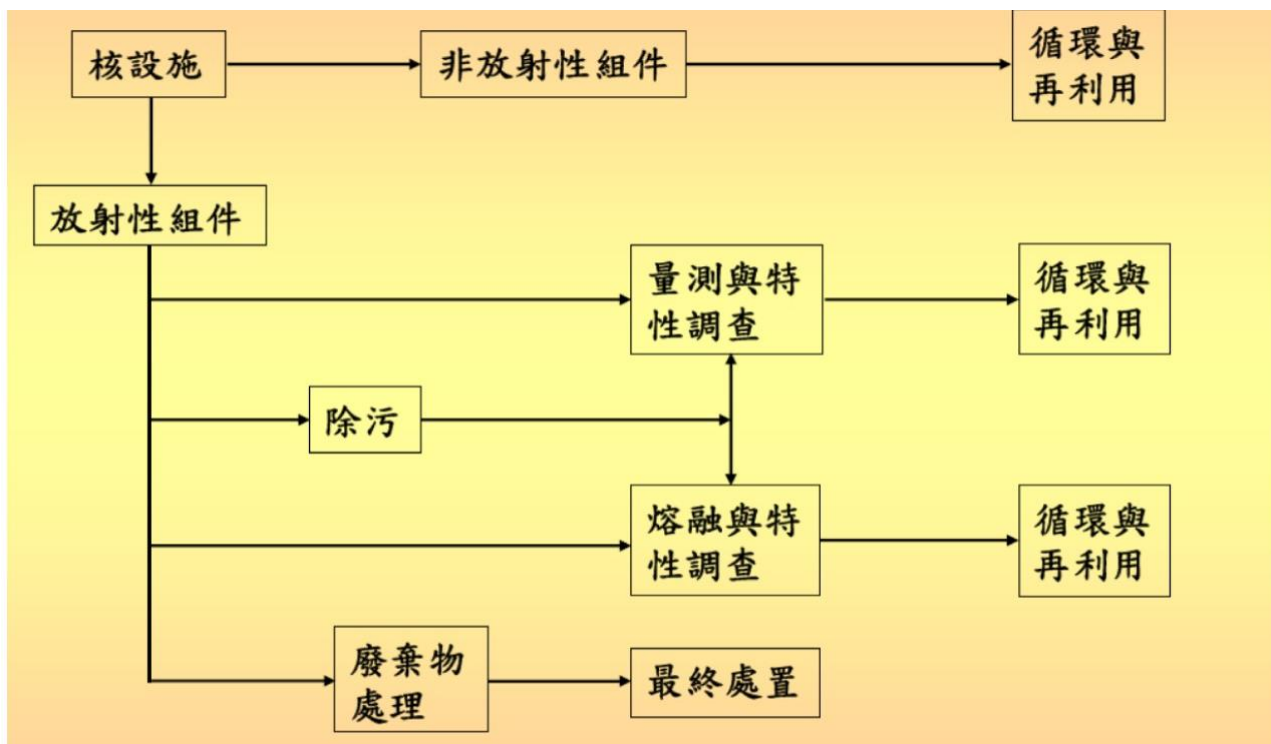 核設施
非放射性組件
循環與
再利用
放射性組件
量測與特
性調查
循環與
再利用
除污
熔融與特
性調查
循環與
再利用
廢棄物
處理
最終處置